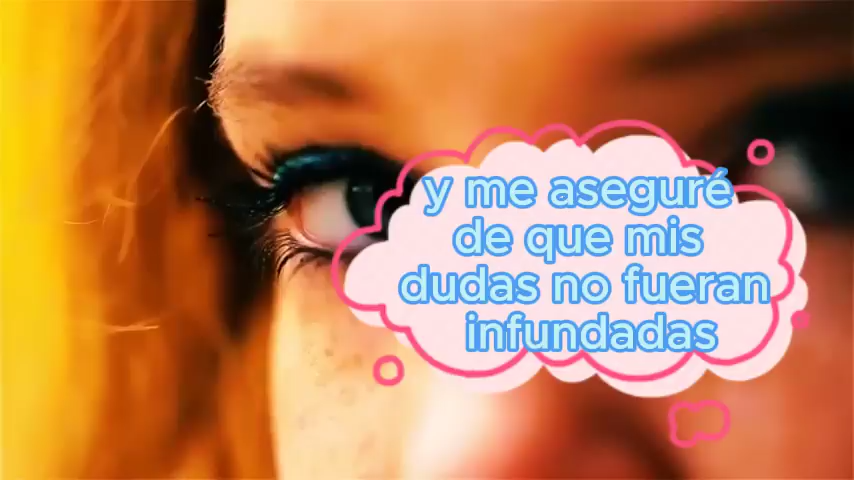 y me aseguré
de que mis
dudas no fueran
infundadas